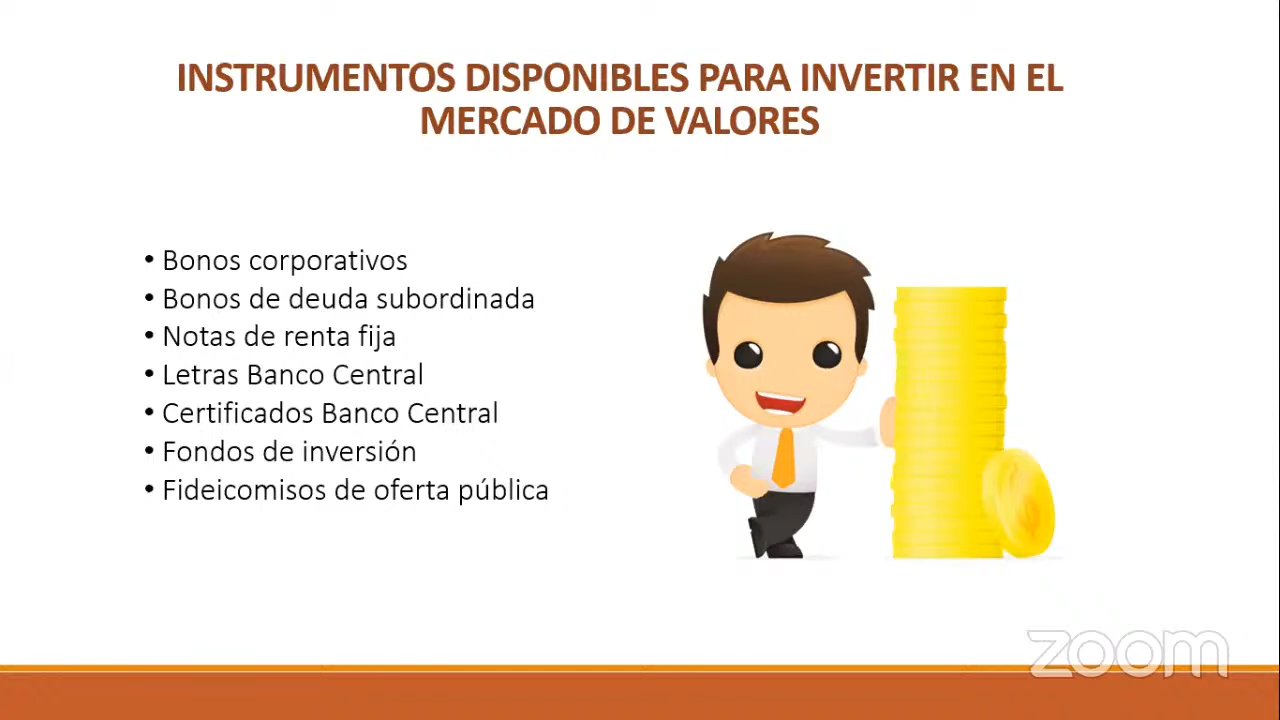 INSTRUMENTOS DISPONIBLES PARA INVERTIR EN EL
MERCADO DE VALORES
• Bonos corporativos
• Bonos de deuda subordinada
• Notas de renta fija
• Letras Banco Central
• Certificados Banco Central
• Fondos de inversión
• Fideicomisos de oferta pública
zoom